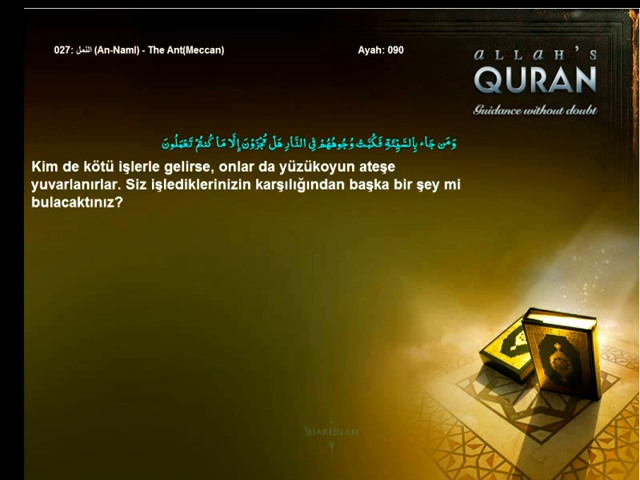 027: النمل (An-Naml) - The Ant(Meccan) Ayah: 090
ALLAH'S
QURAN
Guidance without doubt
وَمَن جَاء بِالسَّيِّئَةِ فَكُبَّتْ وُجُوهُهُمْ فِي النَّارِ هَلْ تُجْزَوْنَ إِلَّا مَا كُنتُمْ تَعْمَلُونَ
Kim de kötü işlerle gelirse, onlar da yüzükoyun ateşe
yuvarlanırlar. Siz işlediklerinizin karşılığından başka bir şey mi
bulacaktınız?
SHAREISLAM